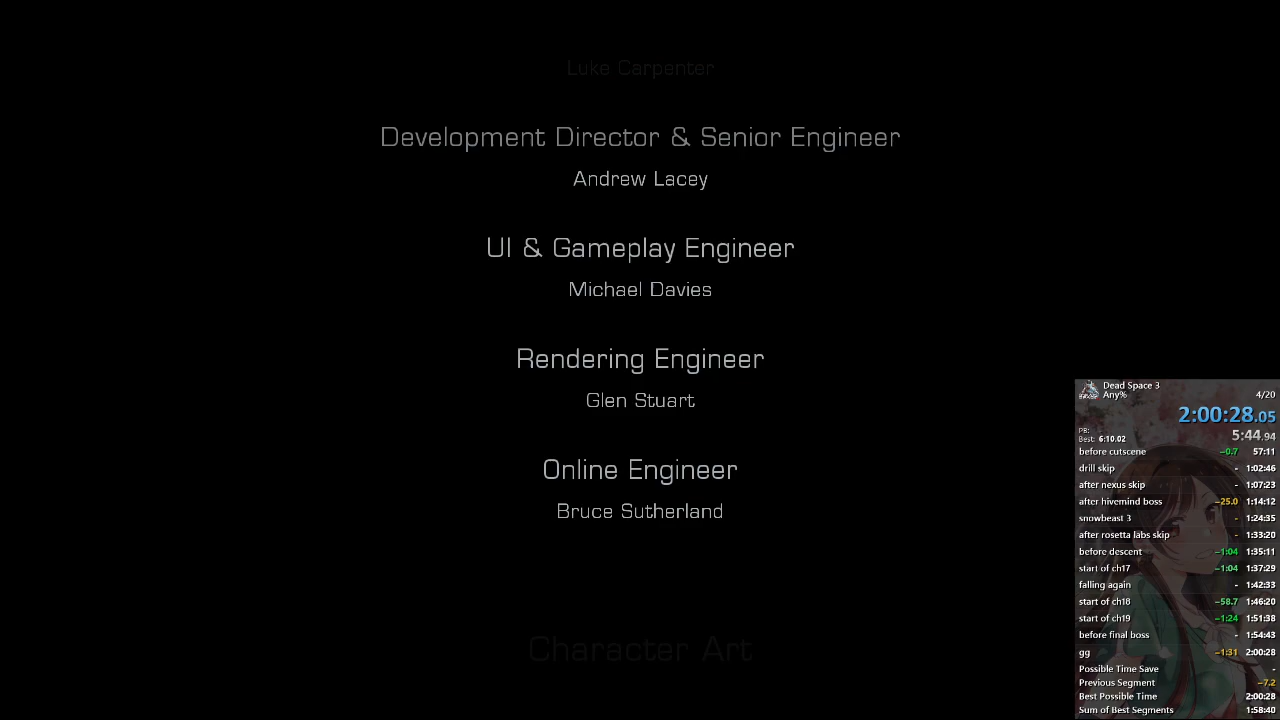 Luke Carpenter
Development Director & Senior Engineer
Andrew Lacey
UI & Gameplay Engineer
Michael Davies
Rendering Engineer
Glen Stuart
Online Engineer
Bruce Sutherland
Character Art
Dead Space 3
Any% 4/20
2:00:28.05
PB:
Best: 6:10.02 5:44.94
before cutscene −0.7 57:11
drill skip - 1:02:46
after nexus skip - 1:07:23
after hivemind boss −25.0 1:14:12
snowbeast 3 - 1:24:35
after rosetta labs skip - 1:33:20
before descent −1:04 1:35:11
start of ch17 −1:04 1:37:29
falling again - 1:42:33
start of ch18 −58.7 1:46:20
start of ch19 −1:24 1:51:38
before final boss - 1:54:43
gg −1:31 2:00:28
Possible Time Save -
Previous Segment −7.2
Best Possible Time 2:00:28
Sum of Best Segments 1:58:40